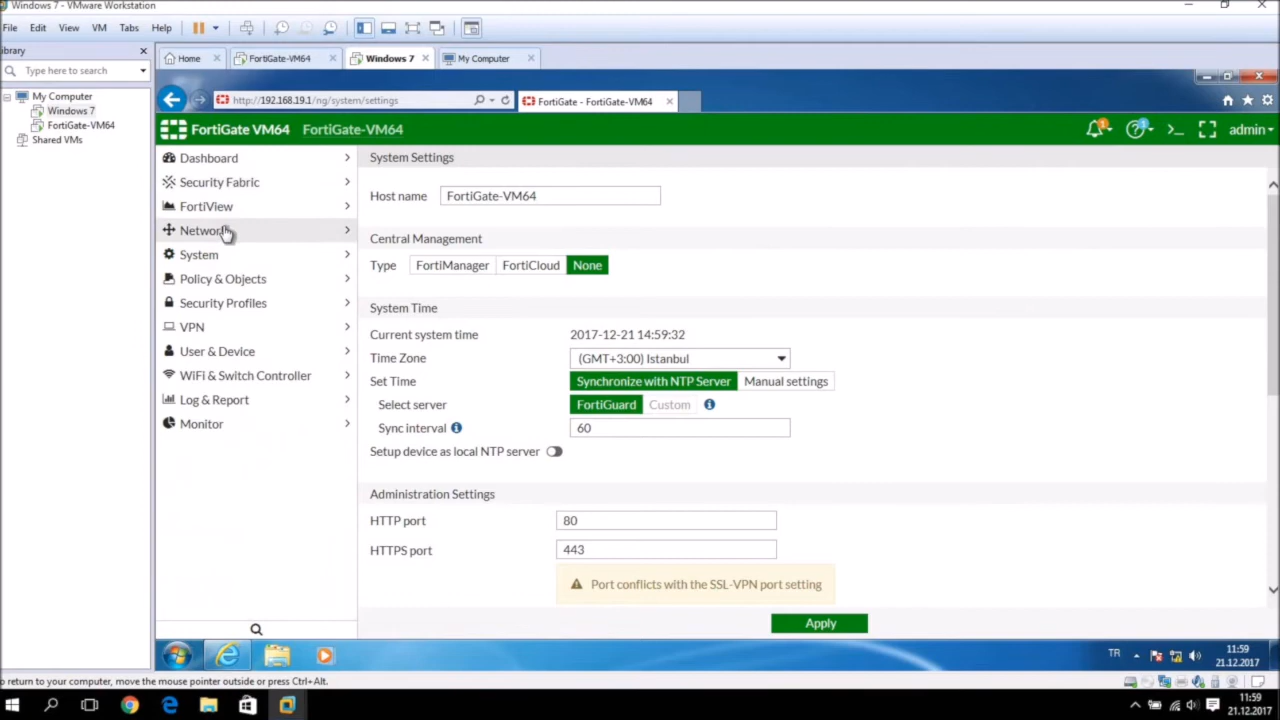 Windows 7 - VMware Workstation
File Edit View VM Tabs Help
ibrary
Type here to search
My Computer
Windows 7
FortiGate-VM64
Shared VMs
Home FortiGate-VM64 Windows 7 My Computer
http://192.168.19.1/ng/system/settings
FortiGate - FortiGate-VM64
FortiGate VM64 FortiGate-VM64
1
admin
Dashboard
Security Fabric
FortiView
Network
System
Policy & Objects
Security Profiles
VPN
User & Device
WiFi & Switch Controller
Log & Report
Monitor
System Settings
Host name FortiGate-VM64
Central Management
Type FortiManager FortiCloud None
System Time
Current system time 2017-12-21 14:59:32
Time Zone (GMT+3:00) Istanbul
Set Time Synchronize with NTP Server Manual settings
Select server FortiGuard Custom
Sync interval 60
Setup device as local NTP server
Administration Settings
HTTP port 80
HTTPS port 443
Port conflicts with the SSL-VPN port setting
Apply
TR 11:59
21.12.2017
o return to your computer, move the mouse pointer outside or press Ctrl+Alt.
11:59
21.12.2017